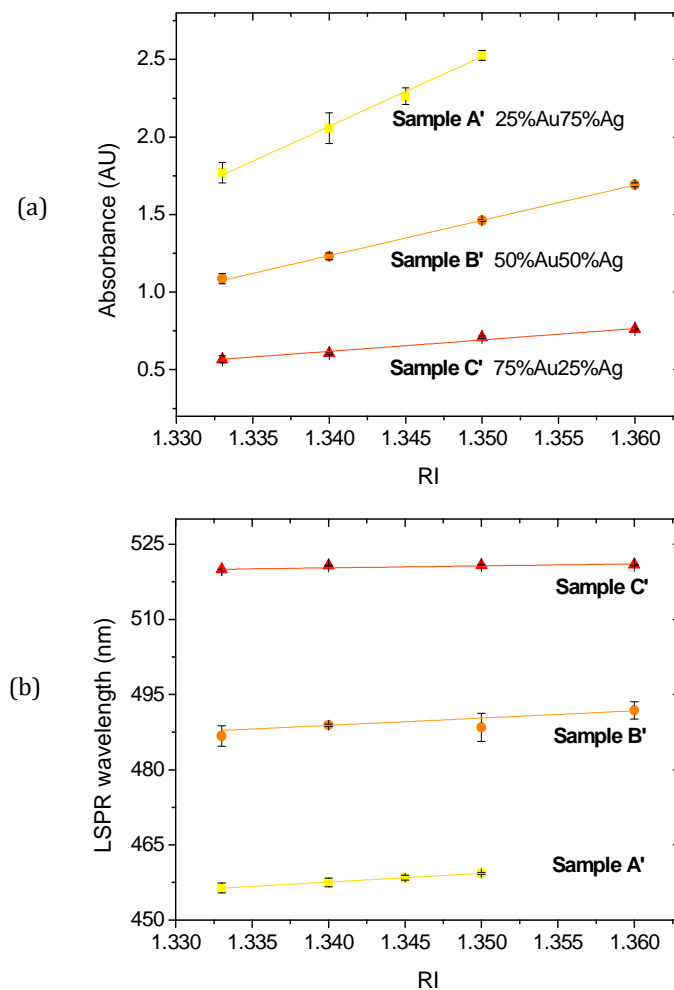 (a)
Absorbance (AU)
2.5
2.0
1.5
1.0
0.5
Sample A' 25%Au75%Ag
Sample B' 50%Au50%Ag
Sample C' 75%Au25%Ag
1.330 1.335 1.340 1.345 1.350 1.355 1.360
RI
(b)
LSPR wavelength (nm)
525
510
495
480
465
450
Sample C'
Sample B'
Sample A'
1.330 1.335 1.340 1.345 1.350 1.355 1.360
RI